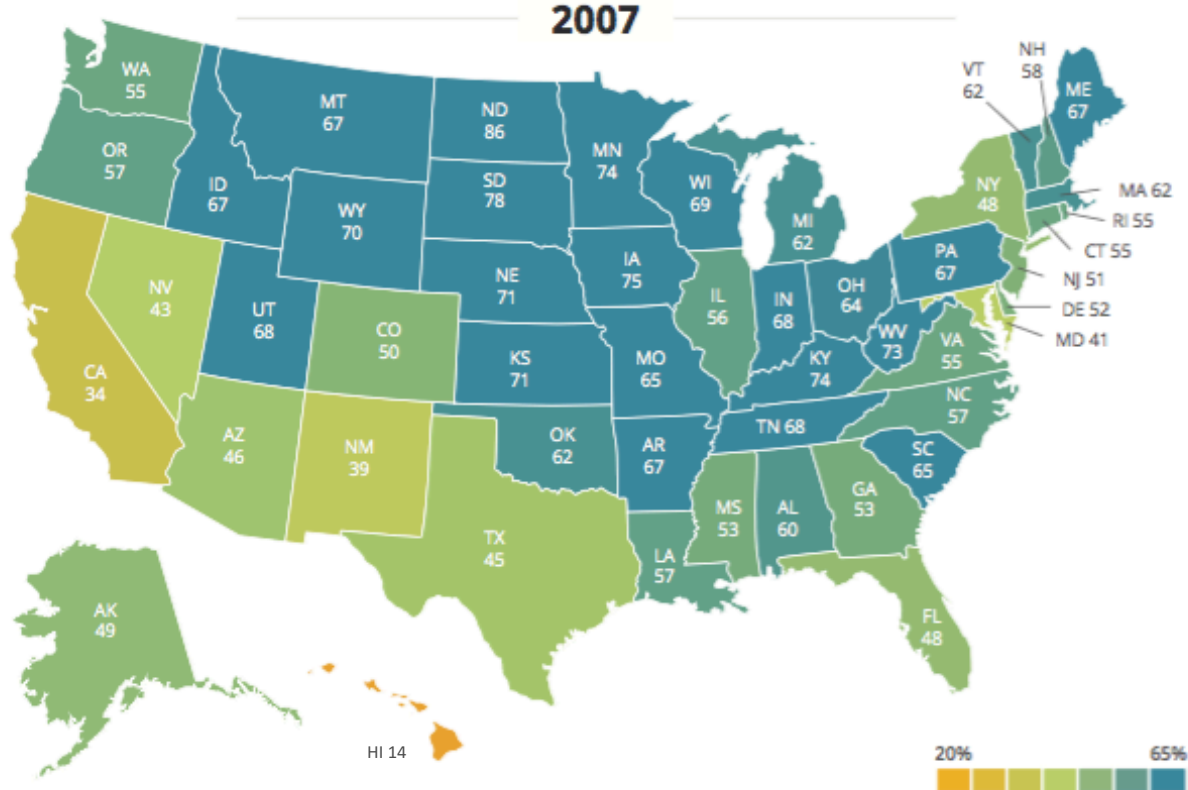 2007
WA
55
OR
57
CA
34
NV
43
ID
67
MT
67
WY
70
UT
68
CO
50
AZ
46
NM
39
ND
86
SD
78
NE
71
KS
71
OK
62
TX
45
MN
74
IA
75
MO
65
AR
67
LA
57
WI
69
IL
56
MI
62
IN
68
OH
64
KY
74
TN 68
MS
53
AL
60
GA
53
FL
48
SC
65
NC
57
VA
55
WV
73
PA
67
NY
48
VT
62
NH
58
ME
67
MA 62
RI 55
CT 55
NJ 51
DE 52
MD 41
AK
49
HI 14
20%
65%